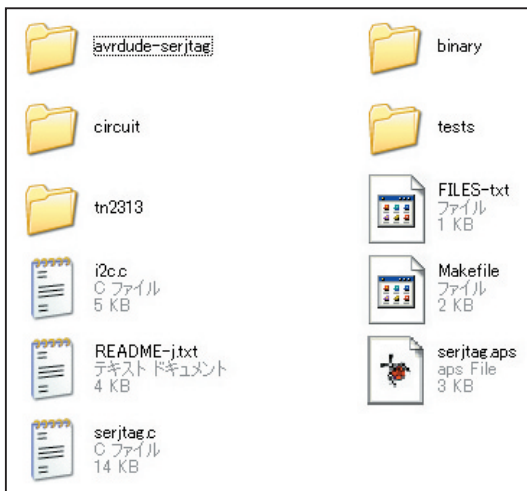 avrdude-serjtag
binary
circuit
tests
tn2313
FILES-txt
ファイル
1 KB
i2c.c
C ファイル
5 KB
Makefile
ファイル
2 KB
README-j.txt
テキスト ドキュメント
4 KB
serjtag.aps
aps File
3 KB
serjtag.c
C ファイル
14 KB